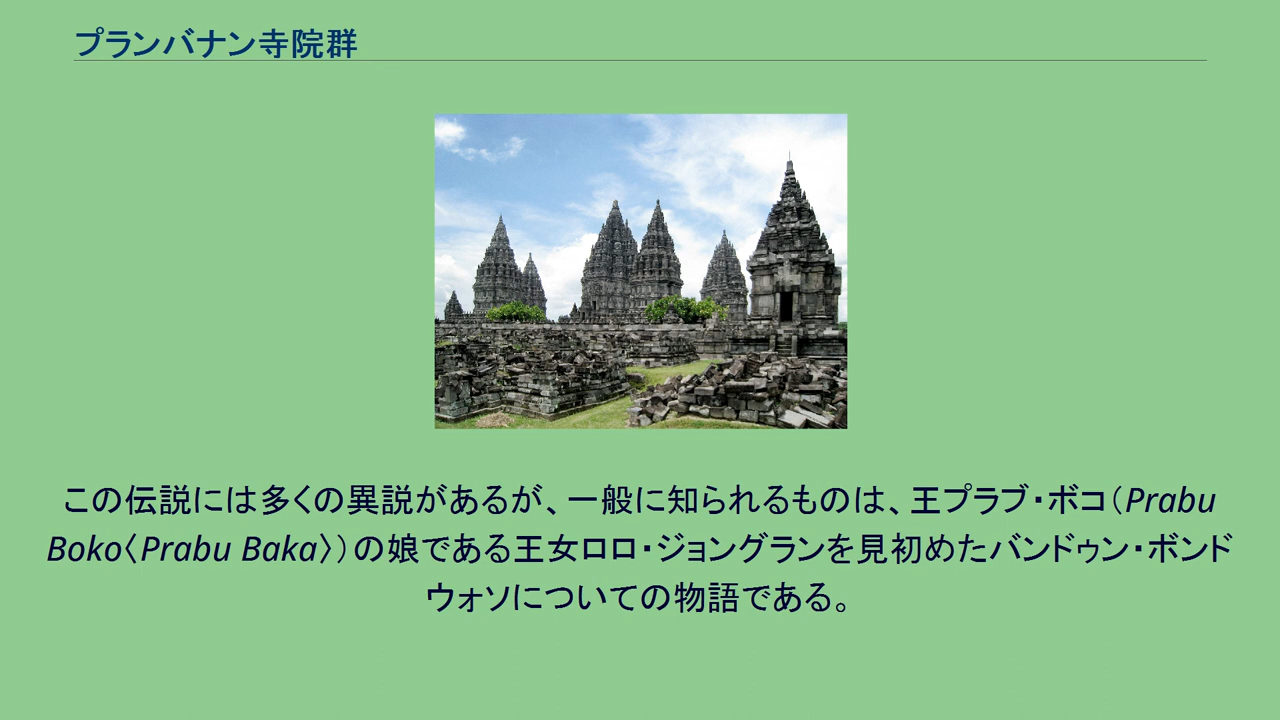 プランバナン寺院群
この伝説には多くの異説があるが、一般に知られるものは、王プラブ・ボコ（Prabu
Boko〈Prabu Baka〉）の娘である王女ロロ・ジョングランを見初めたバンドゥン・ボンド
ウォソについての物語である。